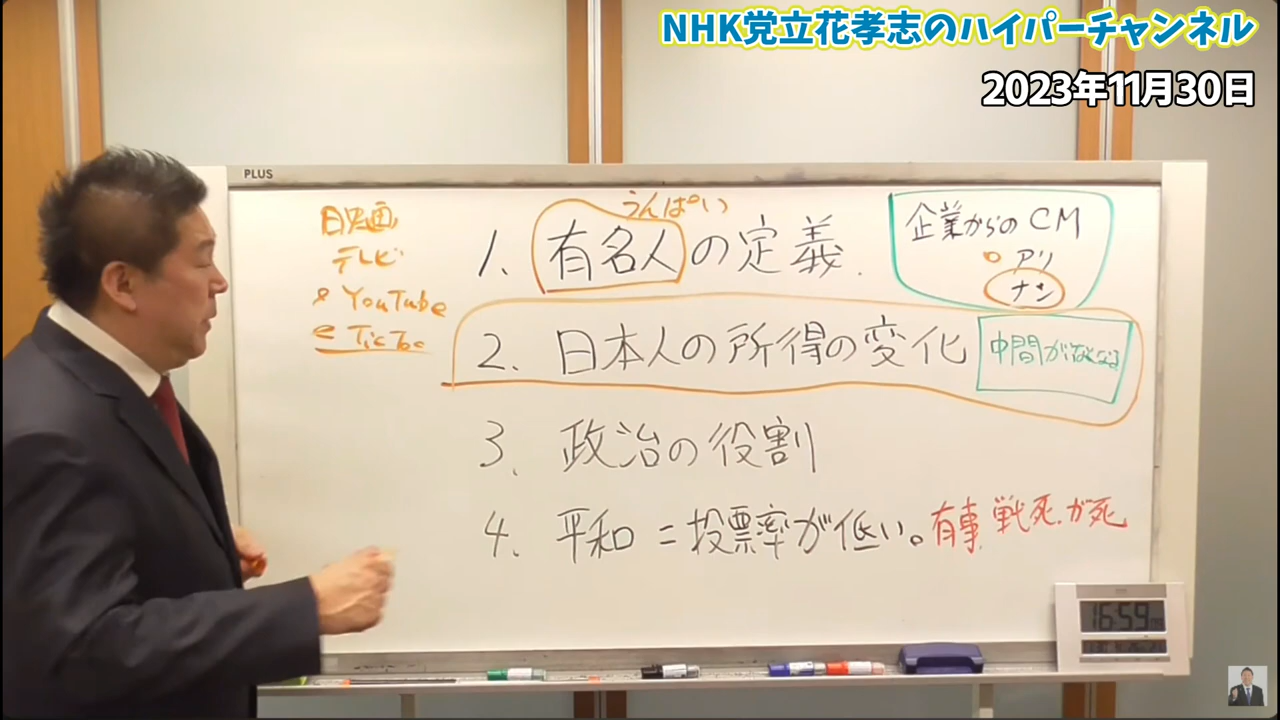 NHK党立花孝志のハイパーチャンネル
2023年11月30日
PLUS
映画
テレビ
YouTube
TicToc
うんぱい
1. 有名人の定義.
企業からのCM
アリ
ナシ
2. 日本人の所得の変化
中間がなくなる
3. 政治の役割
4. 平和=投票率が低い。
有事 戦死.が死
16:59